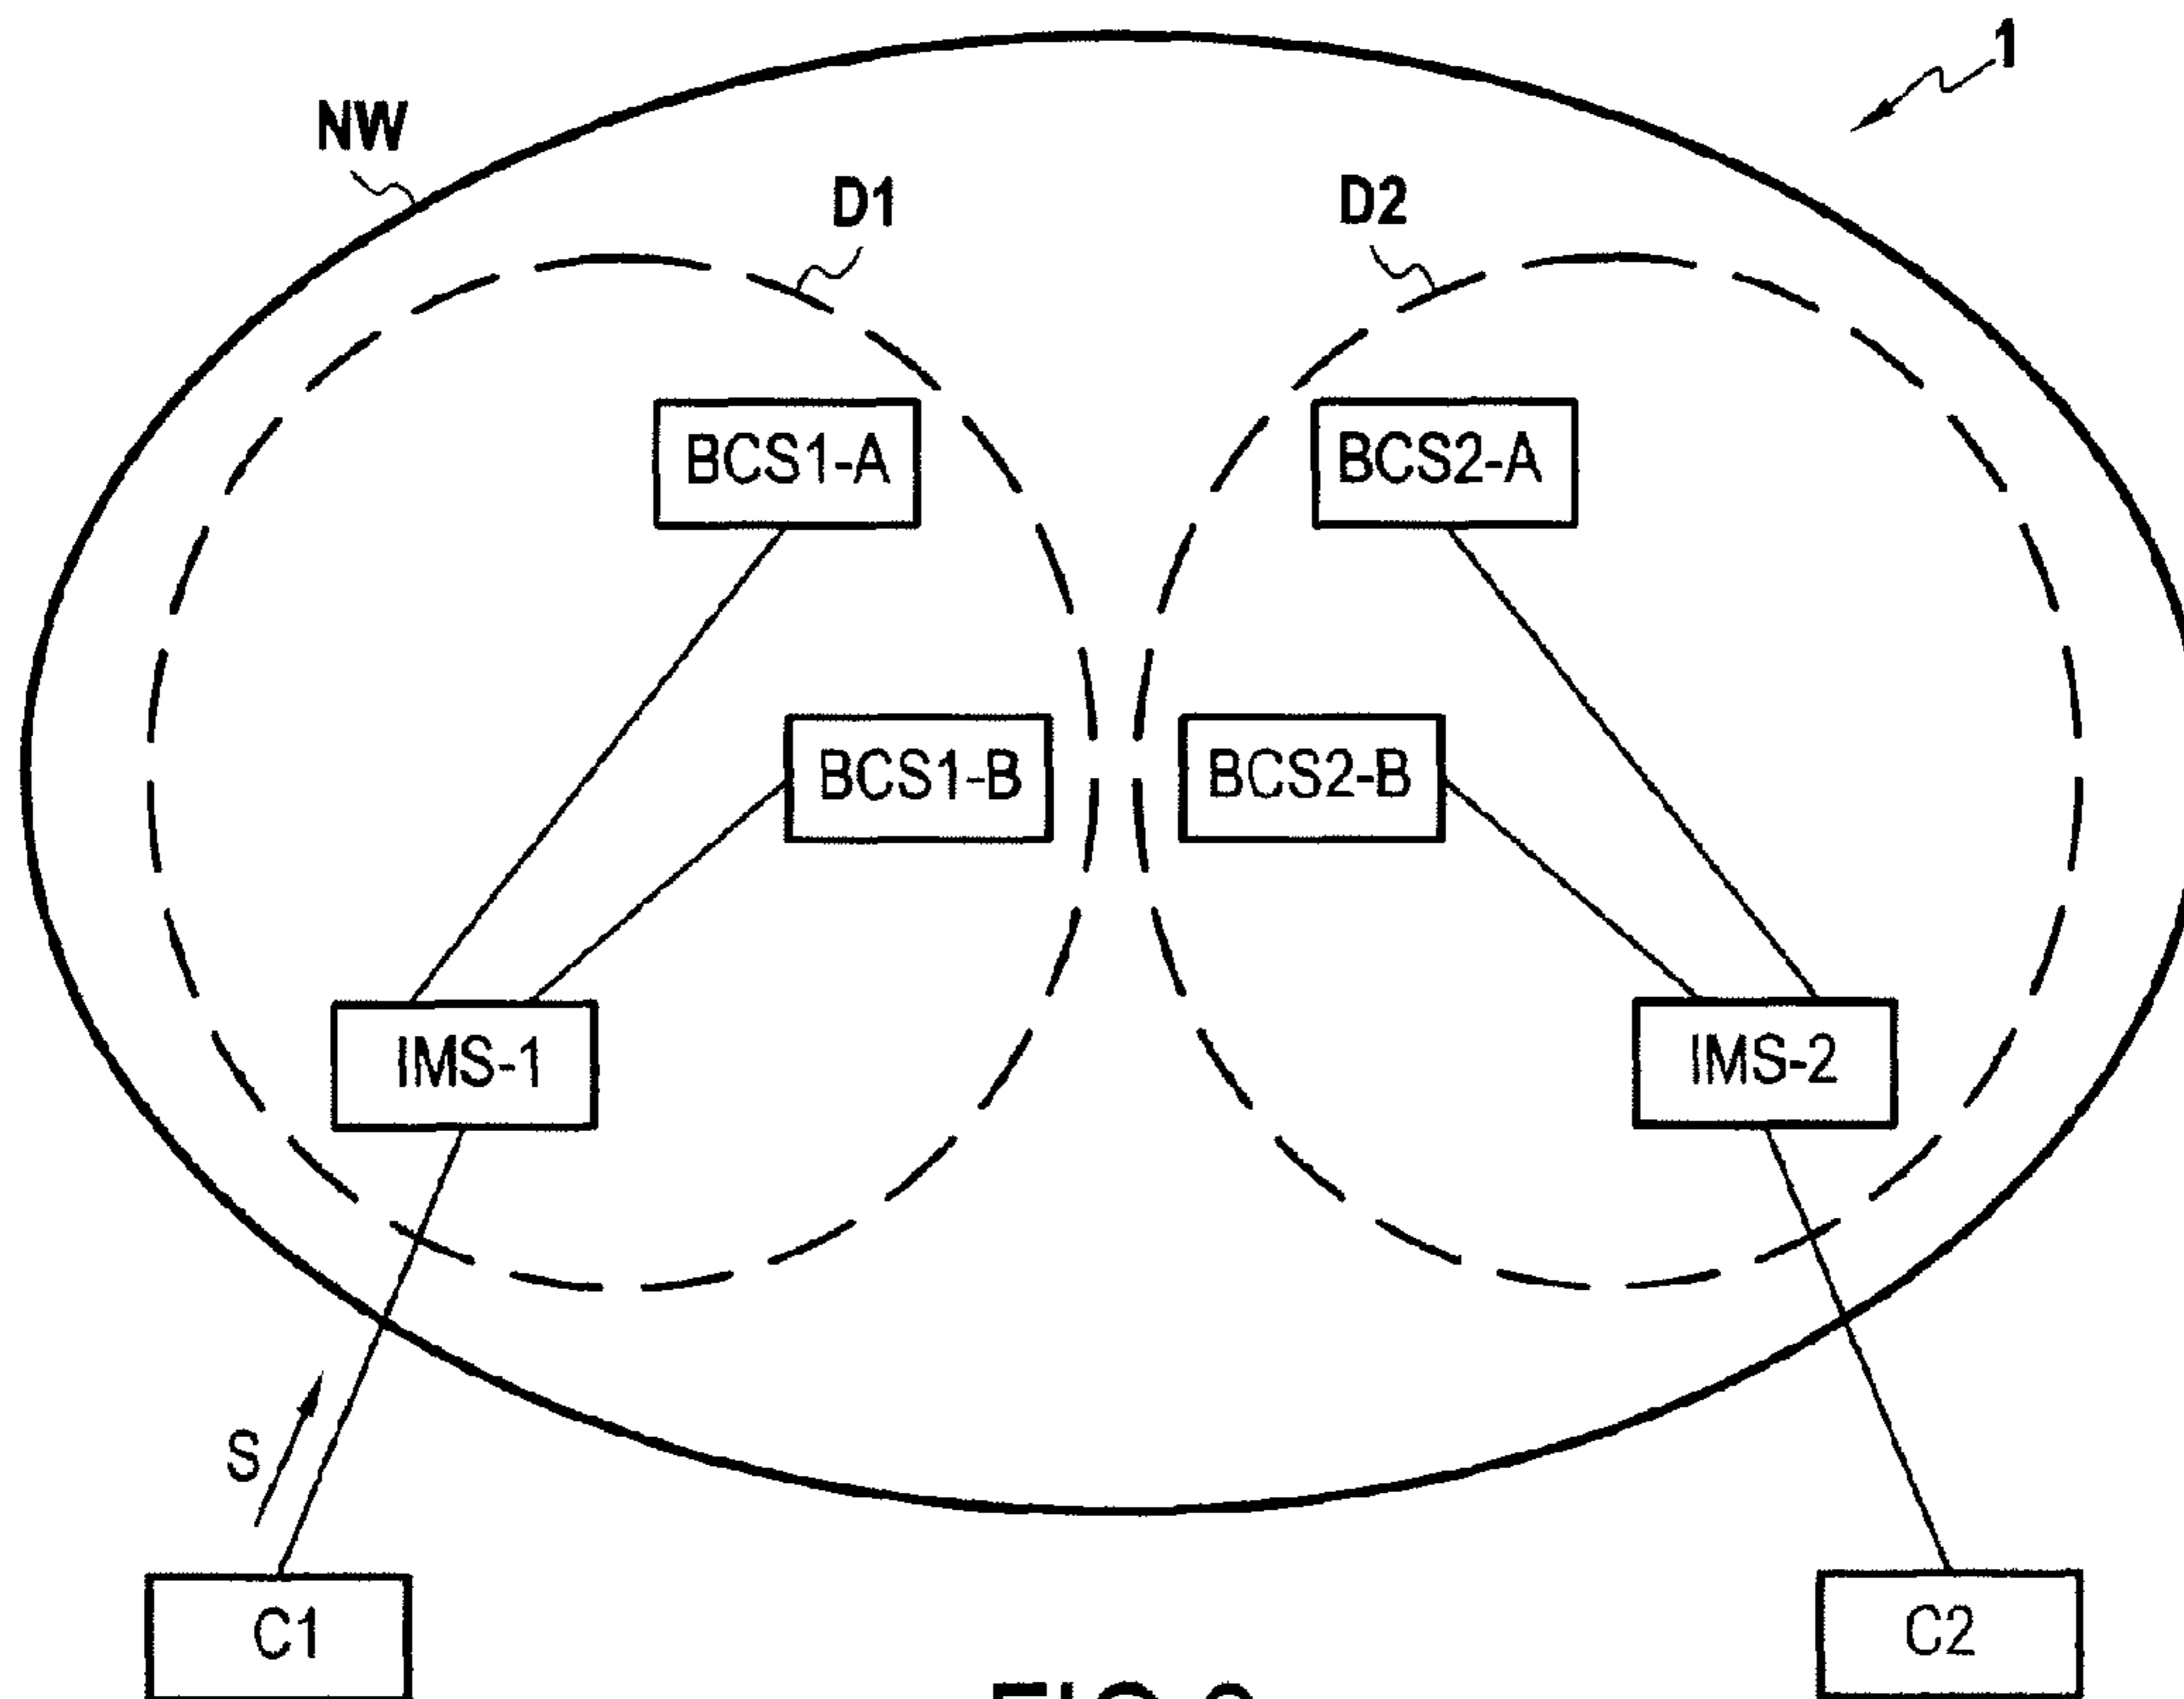 1
NW
D1
D2
BCS1-A
BCS2-A
BCS1-B
BCS2-B
IMS-1
IMS-2
S
C1
C2